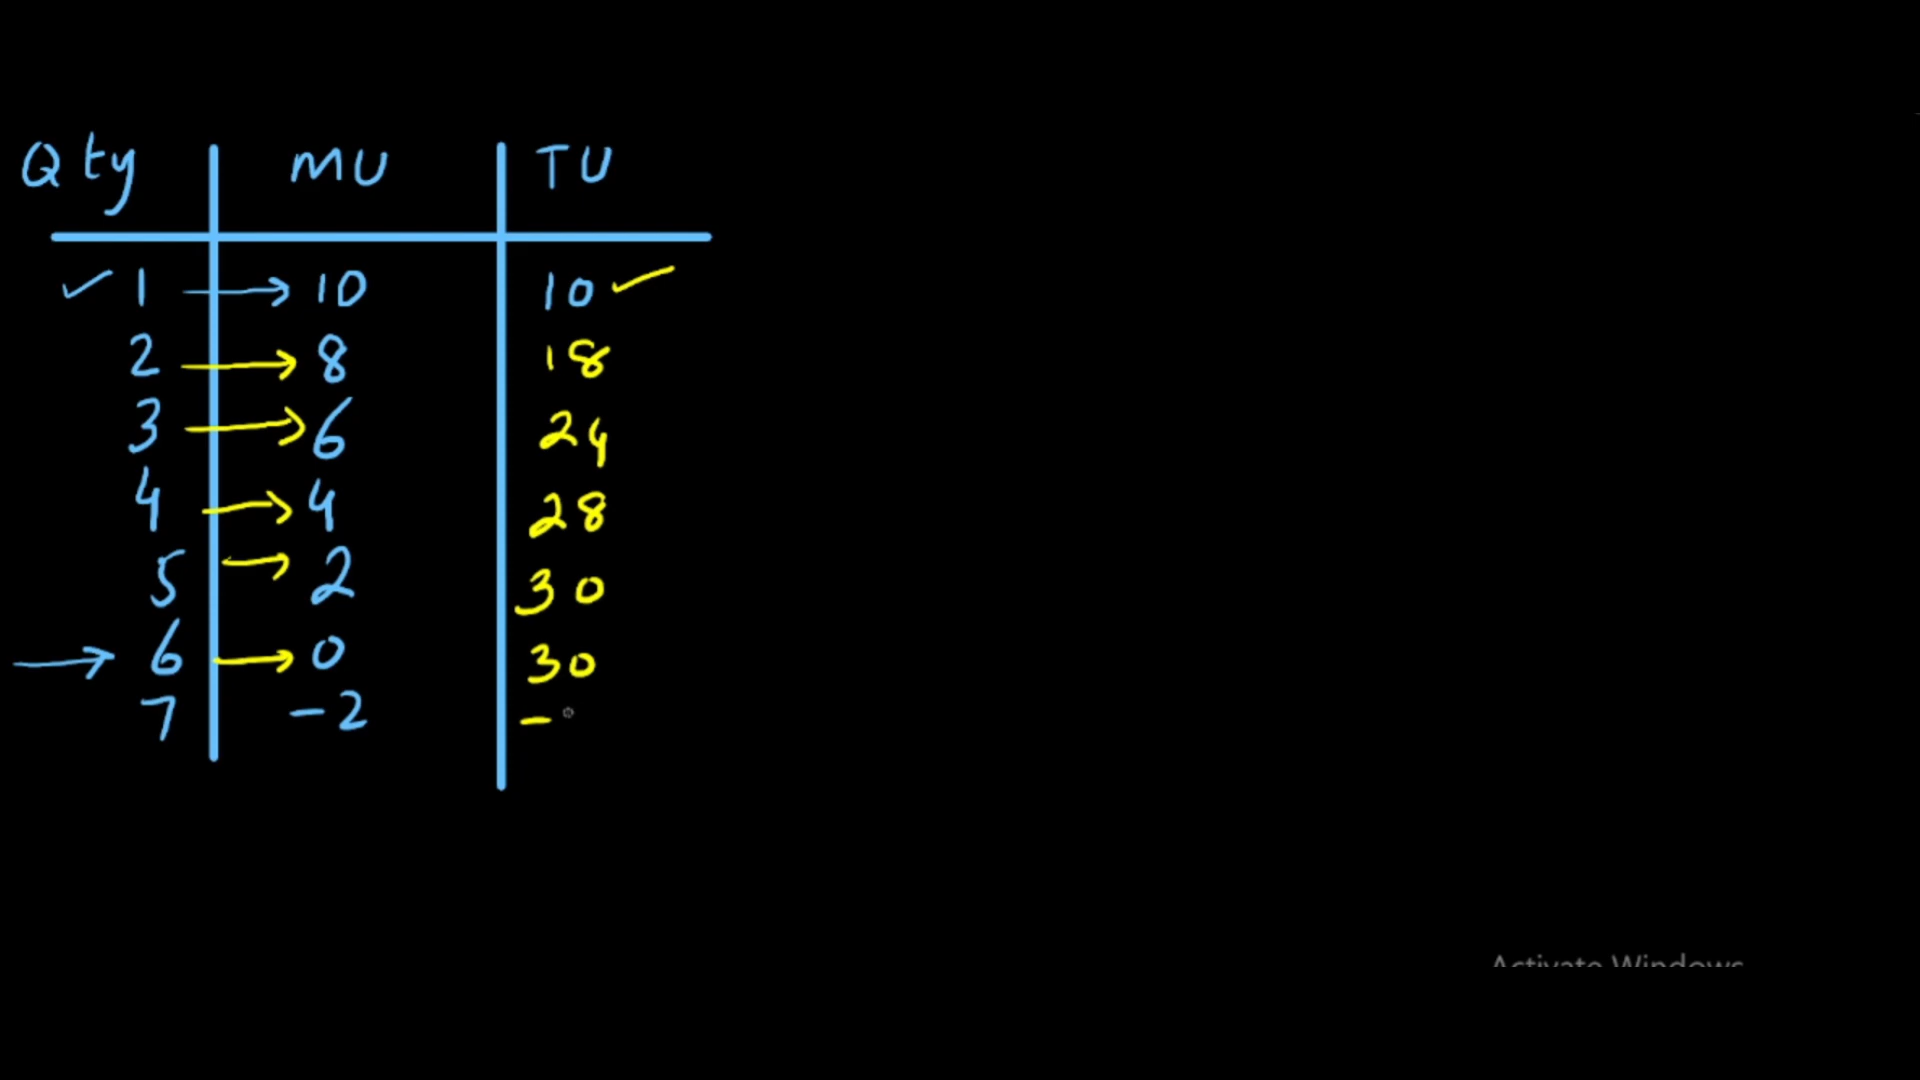 Qty MU TU
✓ 1 → 10 10 ✓
2 → 8 18
3 → 6 24
4 → 4 28
5 → 2 30
→ 6 → 0 30
7 -2 -
Activate Windows